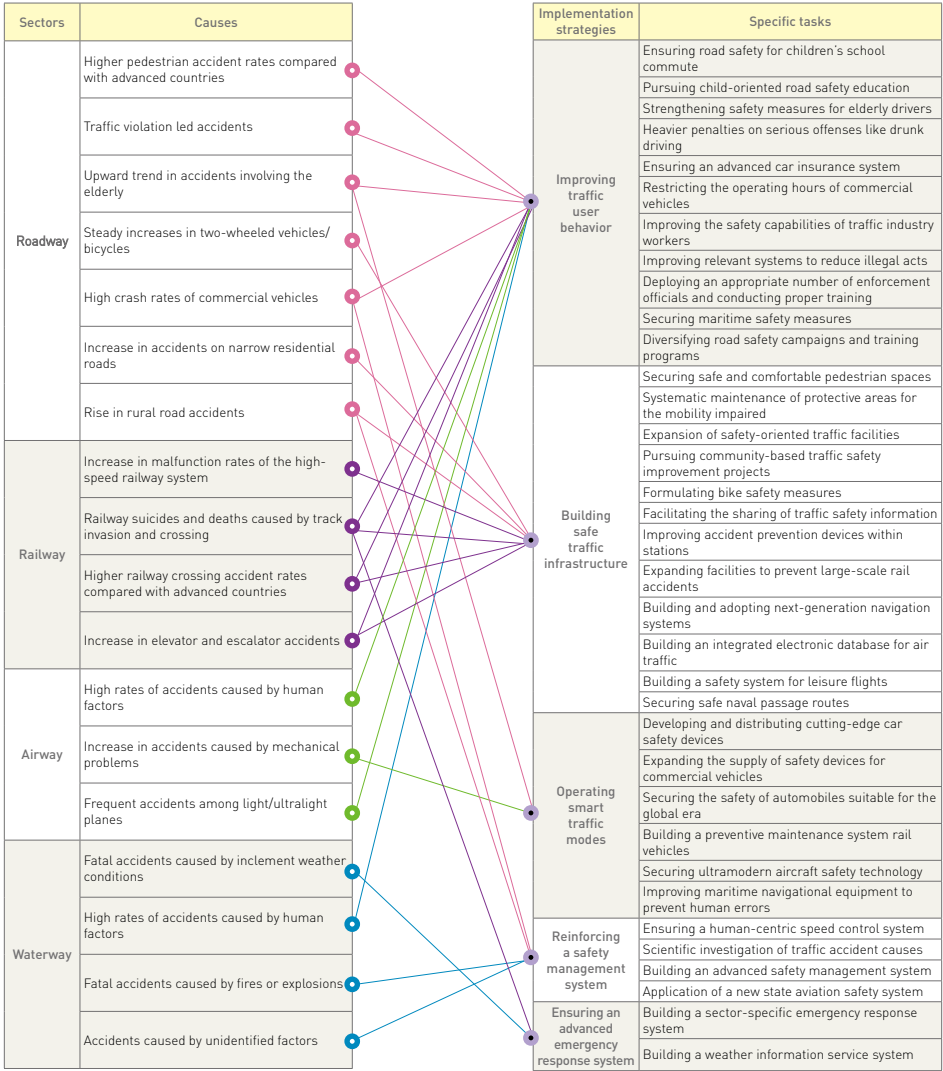 Sectors
Causes
Roadway
Higher pedestrian accident rates compared
with advanced countries
Traffic violation led accidents
Upward trend in accidents involving the
elderly
Steady increases in two-wheeled vehicles/
bicycles
High crash rates of commercial vehicles
Increase in accidents on narrow residential
roads
Rise in rural road accidents
Railway
Increase in malfunction rates of the high-
speed railway system
Railway suicides and deaths caused by track
invasion and crossing
Higher railway crossing accident rates
compared with advanced countries
Increase in elevator and escalator accidents
Airway
High rates of accidents caused by human
factors
Increase in accidents caused by mechanical
problems
Frequent accidents among light/ultralight
planes
Waterway
Fatal accidents caused by inclement weather
conditions
High rates of accidents caused by human
factors
Fatal accidents caused by fires or explosions
Accidents caused by unidentified factors
Implementation
strategies
Specific tasks
Improving
traffic
user
behavior
Ensuring road safety for children's school
commute
Pursuing child-oriented road safety education
Strengthening safety measures for elderly drivers
Heavier penalties on serious offenses like drunk
driving
Ensuring an advanced car insurance system
Restricting the operating hours of commercial
vehicles
Improving the safety capabilities of traffic industry
workers
Improving relevant systems to reduce illegal acts
Deploying an appropriate number of enforcement
officials and conducting proper training
Securing maritime safety measures
Diversifying road safety campaigns and training
programs
Building
safe
traffic
infrastructure
Securing safe and comfortable pedestrian spaces
Systematic maintenance of protective areas for
the mobility impaired
Expansion of safety-oriented traffic facilities
Pursuing community-based traffic safety
improvement projects
Formulating bike safety measures
Facilitating the sharing of traffic safety information
Improving accident prevention devices within
stations
Expanding facilities to prevent large-scale rail
accidents
Building and adopting next-generation navigation
systems
Building an integrated electronic database for air
traffic
Building a safety system for leisure flights
Securing safe naval passage routes
Operating
smart
traffic
modes
Developing and distributing cutting-edge car
safety devices
Expanding the supply of safety devices for
commercial vehicles
Securing the safety of automobiles suitable for the
global era
Building a preventive maintenance system rail
vehicles
Securing ultramodern aircraft safety technology
Improving maritime navigational equipment to
prevent human errors
Reinforcing
a safety
management
system
Ensuring a human-centric speed control system
Scientific investigation of traffic accident causes
Building an advanced safety management system
Application of a new state aviation safety system
Ensuring an
advanced
emergency
response system
Building a sector-specific emergency response
system
Building a weather information service system